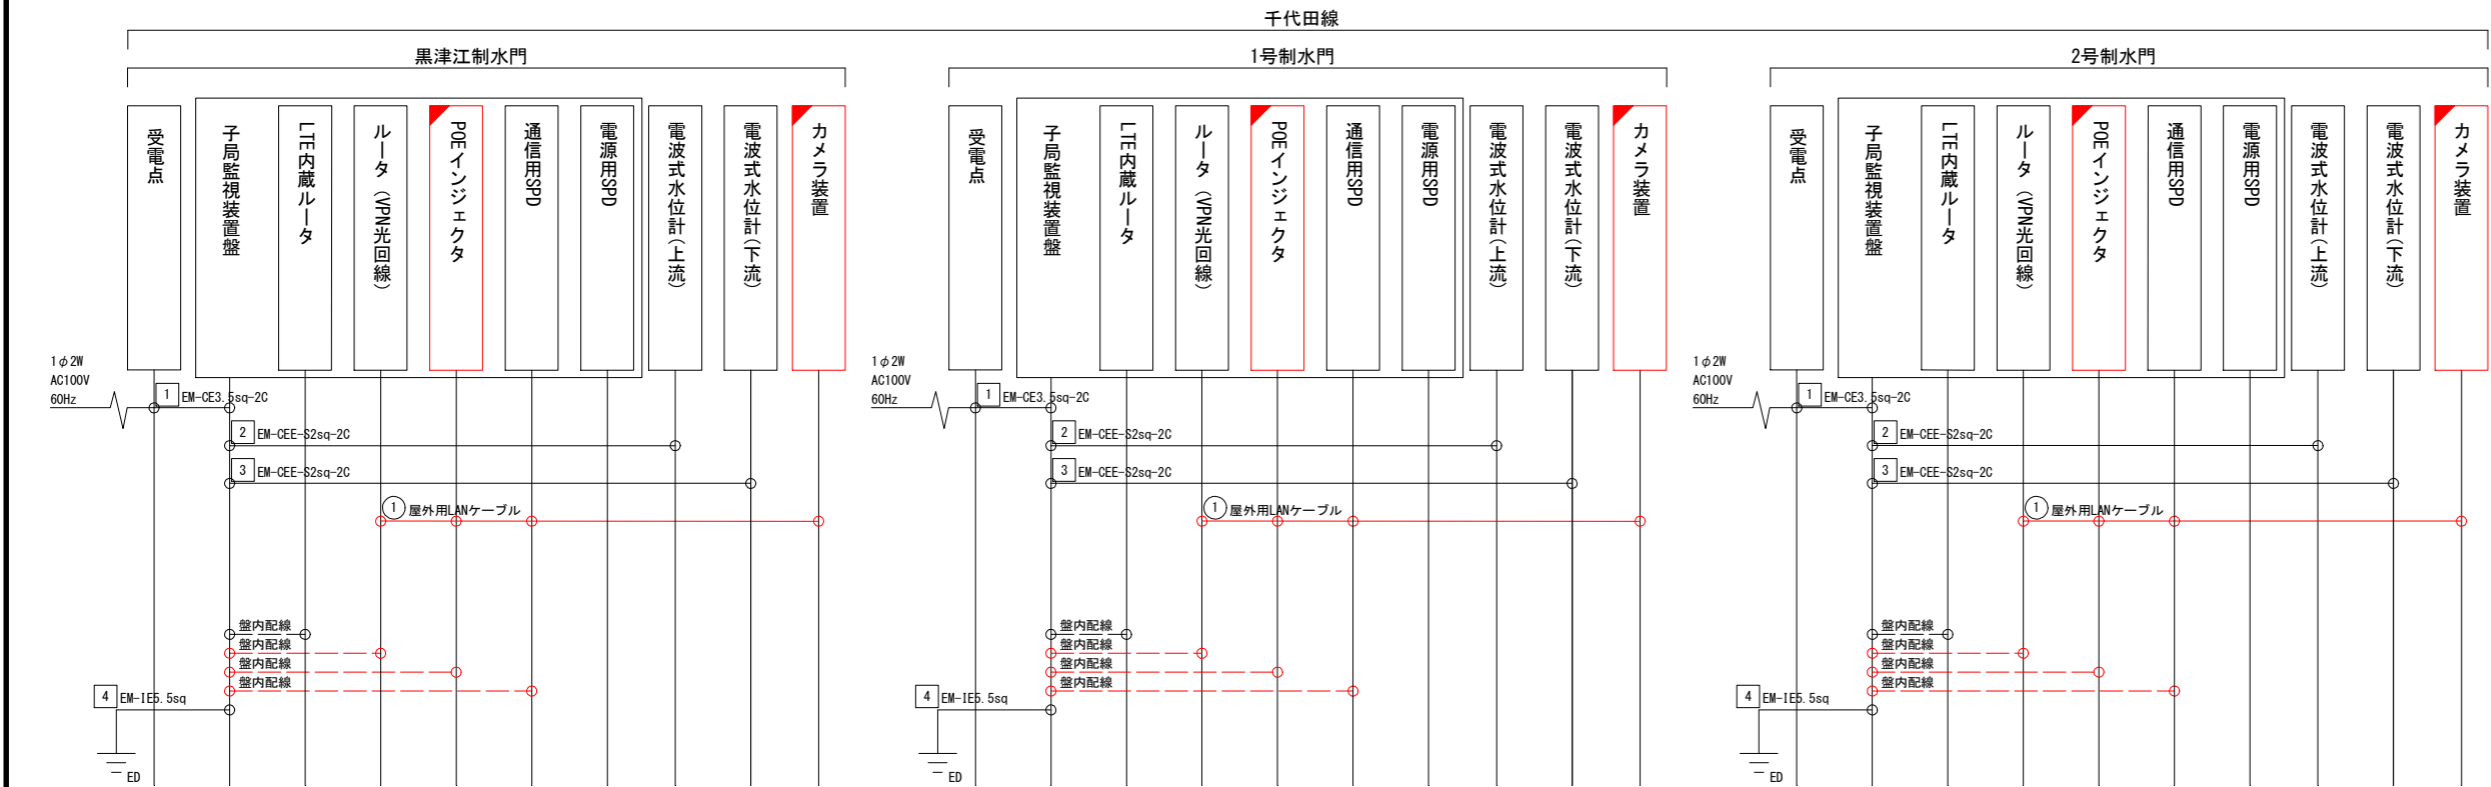 千代田線
黒津江制水門
受電点
子局監視装置盤
LTE内蔵ルータ
ルータ（VPN光回線）
POEインジェクタ
通信用SPD
電源用SPD
電波式水位計(上流)
電波式水位計(下流)
カメラ装置
1φ2W
AC100V
60Hz
1 EM-CE3.5sq-2C
2 EM-CEE-S2sq-2C
3 EM-CEE-S2sq-2C
1 屋外用LANケーブル
盤内配線
盤内配線
盤内配線
盤内配線
4 EM-IE5.5sq
ED
1号制水門
受電点
子局監視装置盤
LTE内蔵ルータ
ルータ（VPN光回線）
POEインジェクタ
通信用SPD
電源用SPD
電波式水位計(上流)
電波式水位計(下流)
カメラ装置
1φ2W
AC100V
60Hz
1 EM-CE3.5sq-2C
2 EM-CEE-S2sq-2C
3 EM-CEE-S2sq-2C
1 屋外用LANケーブル
盤内配線
盤内配線
盤内配線
盤内配線
4 EM-IE5.5sq
ED
2号制水門
受電点
子局監視装置盤
LTE内蔵ルータ
ルータ（VPN光回線）
POEインジェクタ
通信用SPD
電源用SPD
電波式水位計(上流)
電波式水位計(下流)
カメラ装置
1φ2W
AC100V
60Hz
1 EM-CE3.5sq-2C
2 EM-CEE-S2sq-2C
3 EM-CEE-S2sq-2C
1 屋外用LANケーブル
盤内配線
盤内配線
盤内配線
盤内配線
4 EM-IE5.5sq
ED